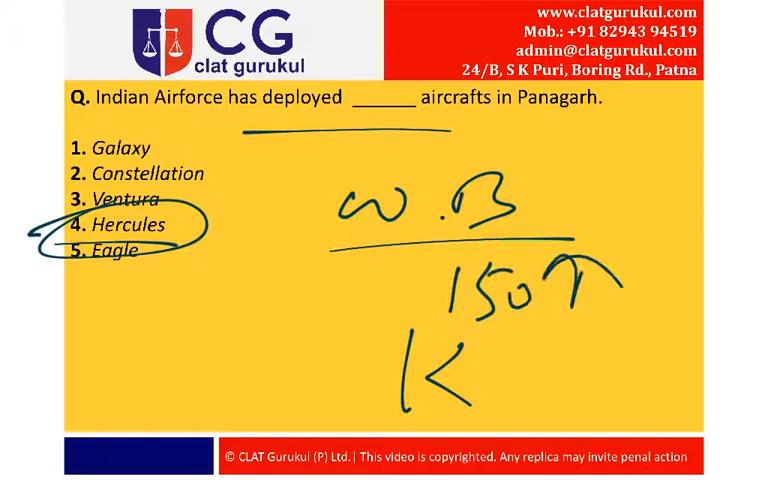 CG
clat gurukul
www.clatgurukul.com
Mob.: +91 82943 94519
admin@clatgurukul.com
24/B, S K Puri, Boring Rd., Patna
Q. Indian Airforce has deployed ______ aircrafts in Panagarh.
1. Galaxy
2. Constellation
3. Ventura
4. Hercules
5. Eagle
W.B
150↑
K
© CLAT Gurukul (P) Ltd.| This video is copyrighted. Any replica may invite penal action